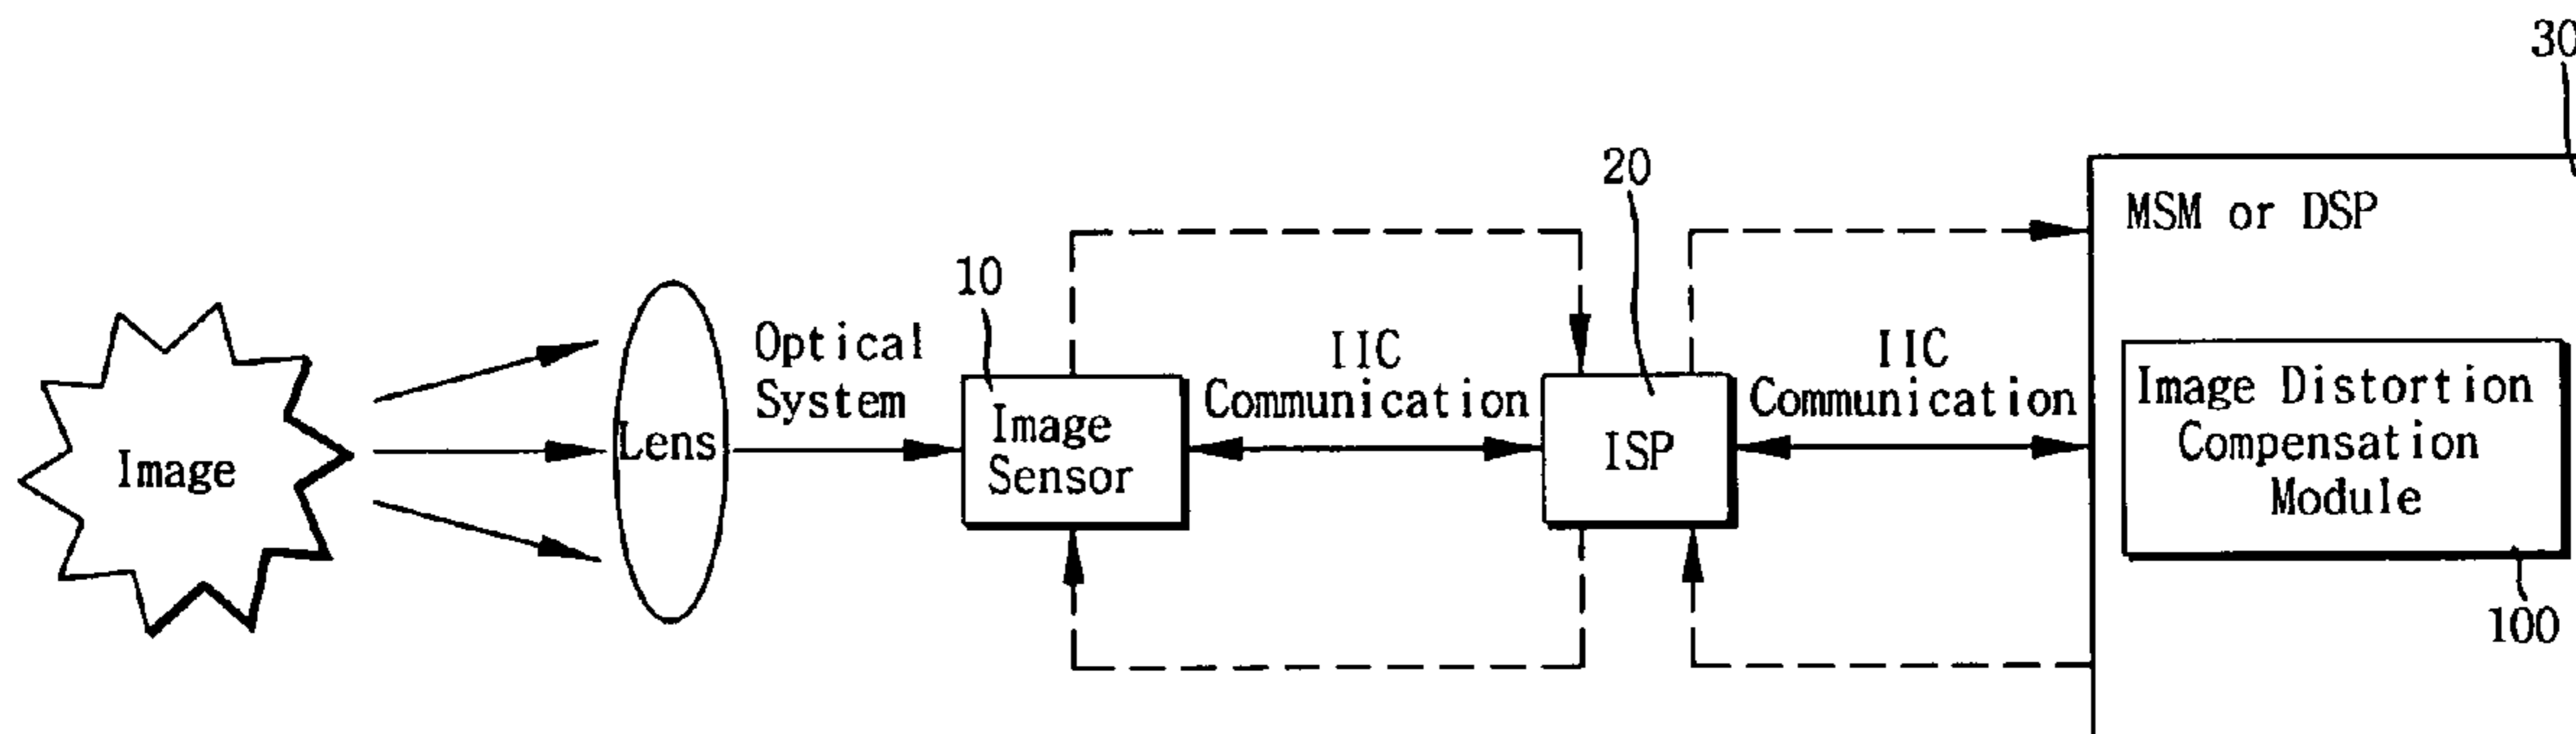 30
20
MSM or DSP
10
Optical
System
IIC
Communication
IIC
Communication
Image
Lens
Image
Sensor
ISP
Image Distortion
Compensation
Module
100